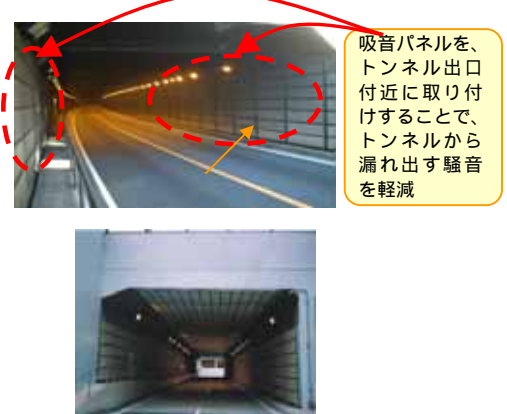 吸音パネルを、
トンネル出口
付近に取り付
けすることで、
トンネルから
漏れ出す騒音
を軽減